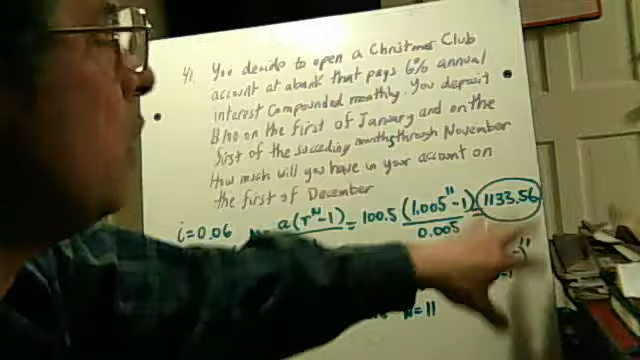 4). You decide to open a Christmas Club
account at a bank that pays 6% annual
interest compounded monthly. You deposit
$100 on the first of January and on the
first of the succeeding months through November
How much will you have in your account on
the first of December
i=0.06
a(r^N-1) = 100.5 (1.005^11-1) = 1133.56
0.005
N=11